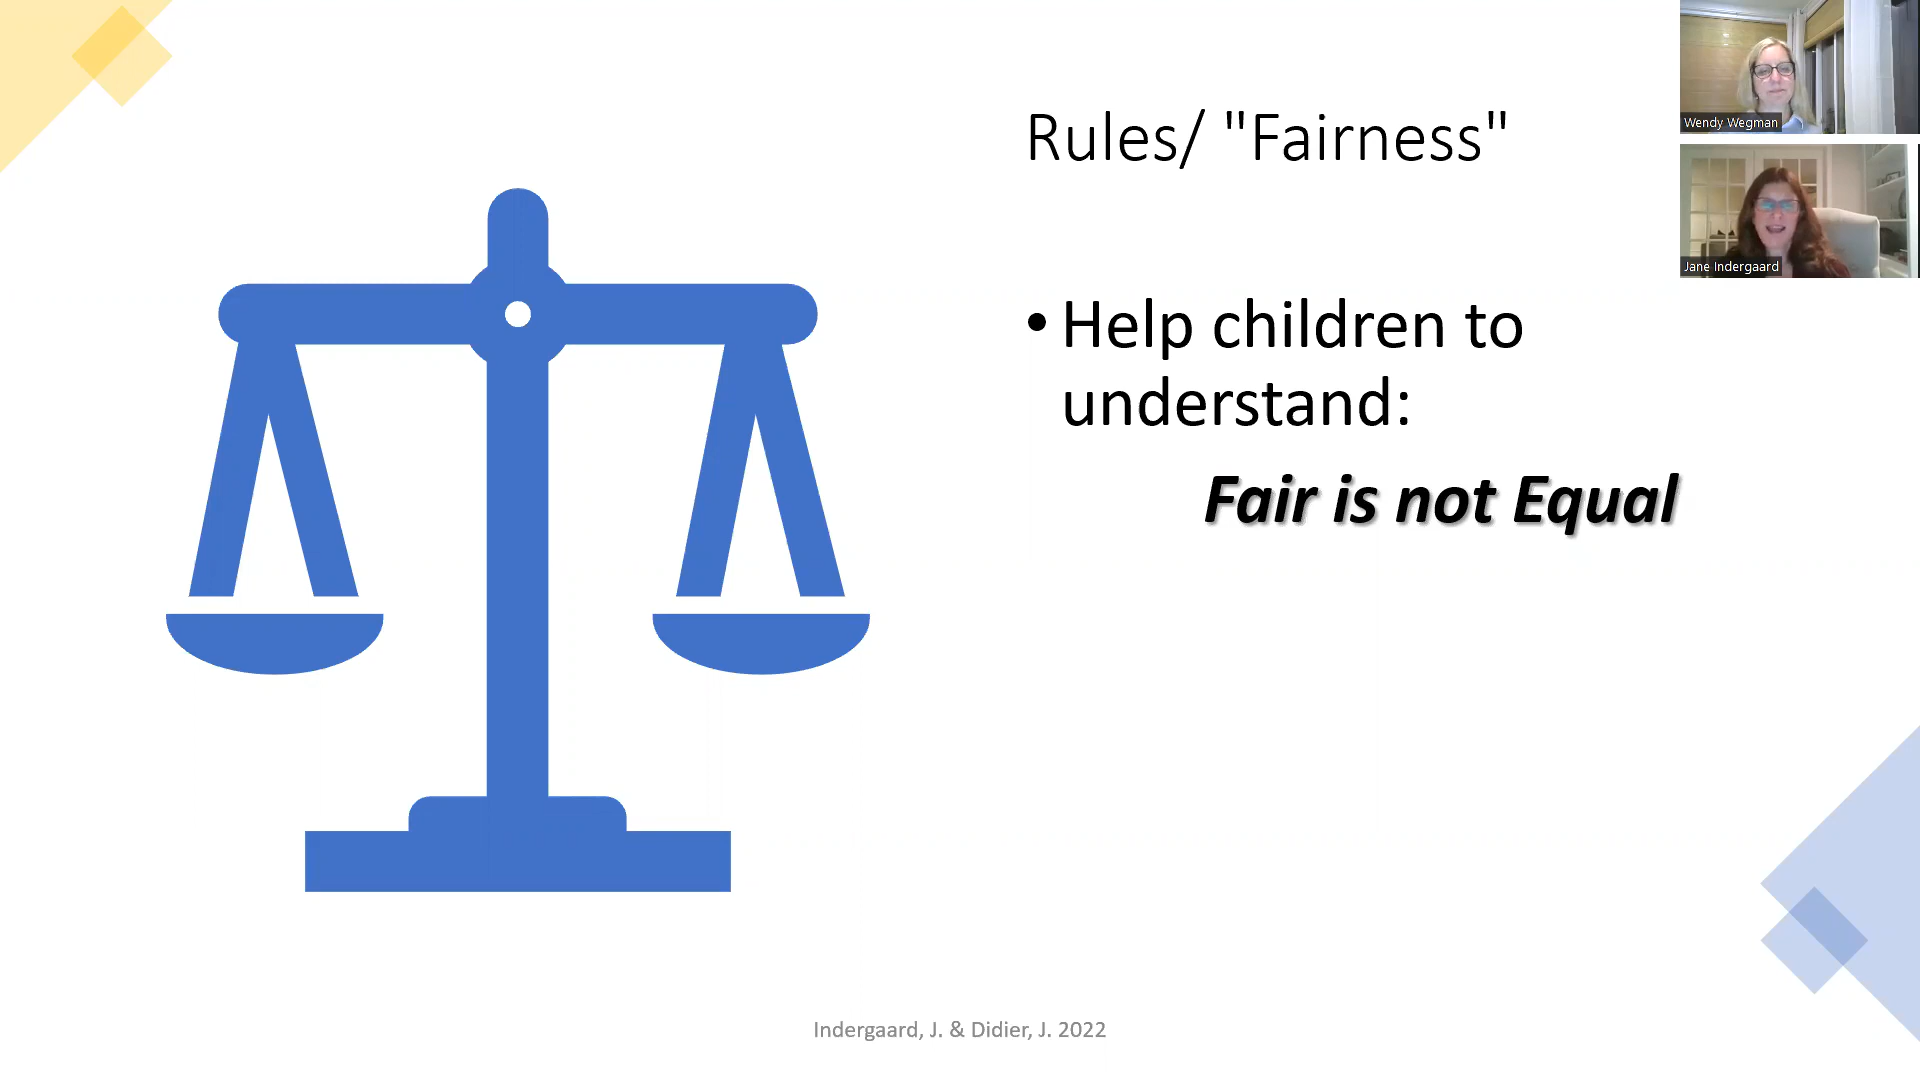 Rules/ "Fairness"
Wendy Wegman
Jane Indergaard
• Help children to
understand:
Fair is not Equal
Indergaard, J. & Didier, J. 2022